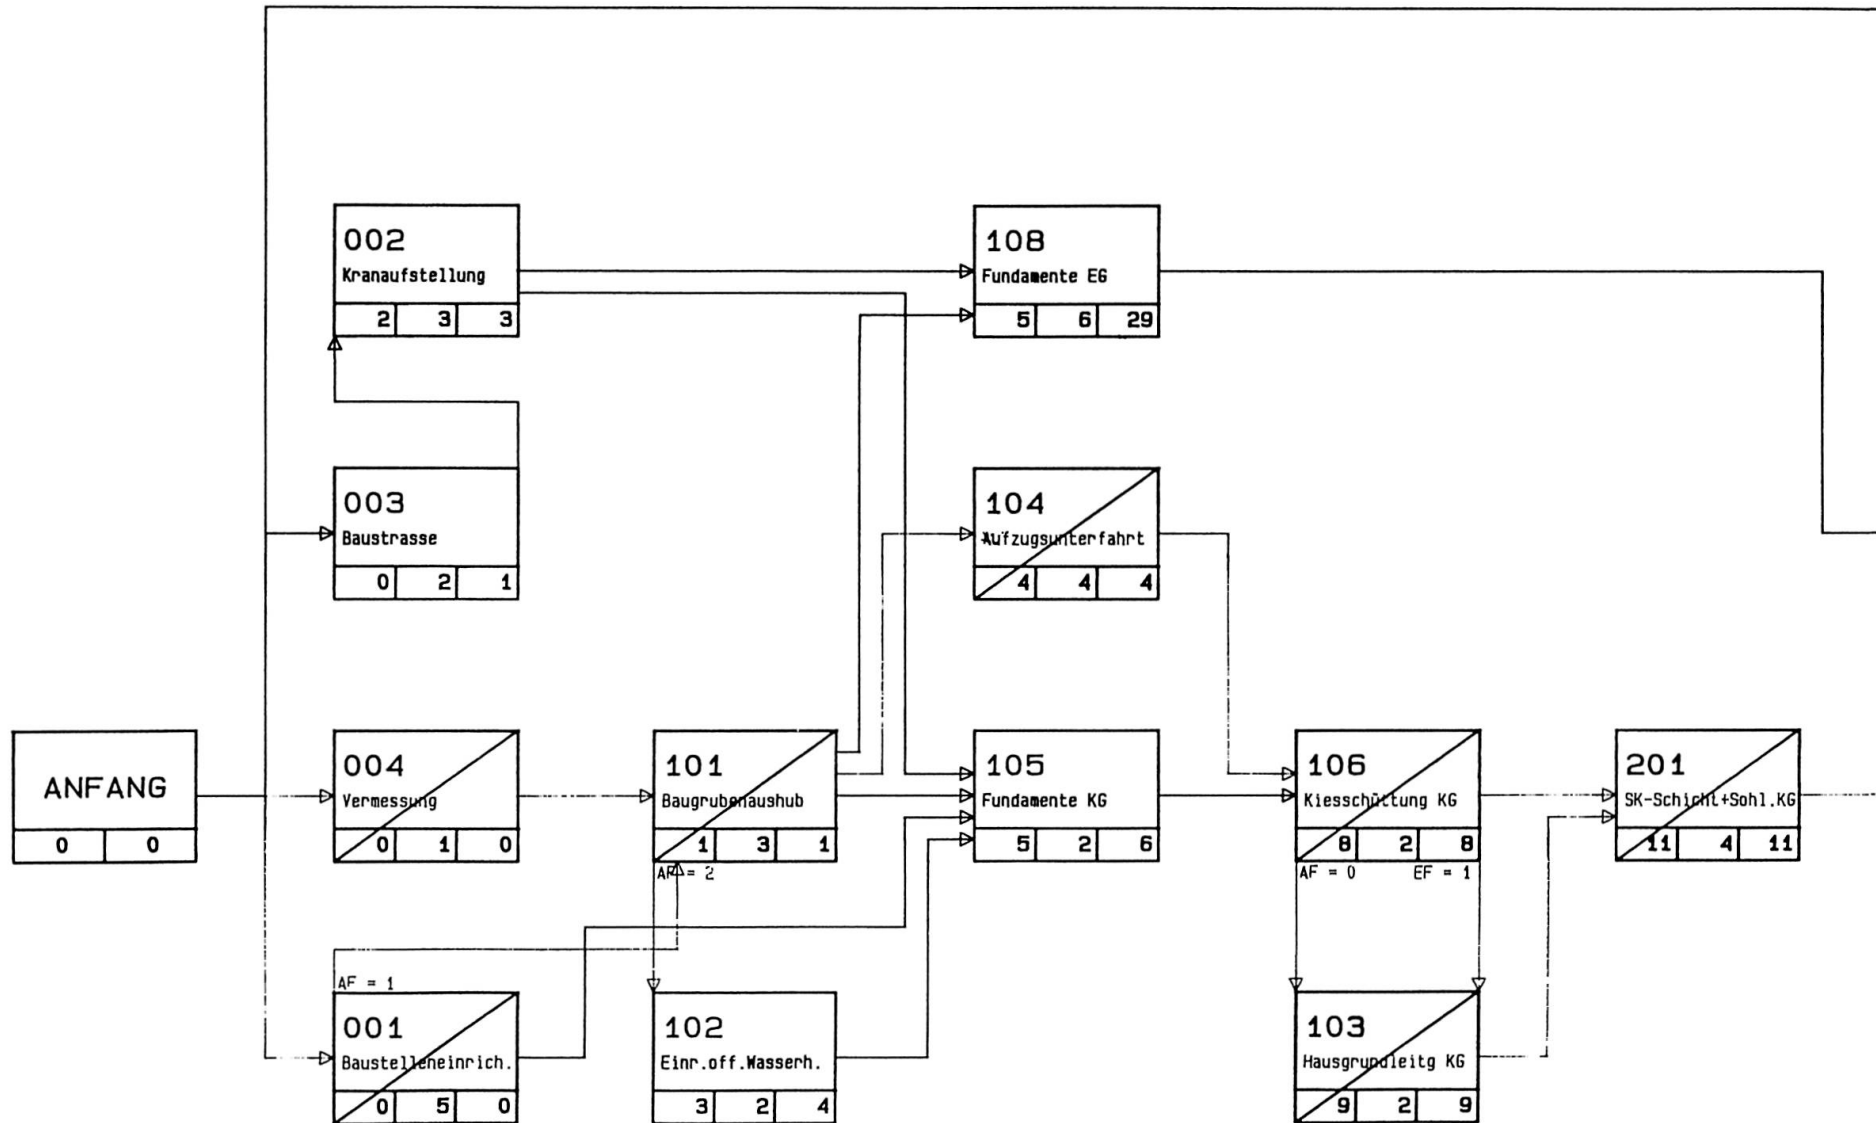 002
Kranaufstellung
2 3 3
108
Fundamente EG
5 6 29
003
Baustrasse
0 2 1
104
Aufzugsunterfahrt
4 4 4
ANFANG
0 0
004
Vermessung
0 1 0
101
Baugrubenaushub
1 3 1
AF = 2
105
Fundamente KG
5 2 6
106
Kiesschüttung KG
8 2 8
AF = 0 EF = 1
201
SK-Schicht+Sohl.KG
11 4 11
AF = 1
001
Baustelleneinrich.
0 5 0
102
Einr.off.Wasserh.
3 2 4
103
Hausgrundleitg KG
9 2 9